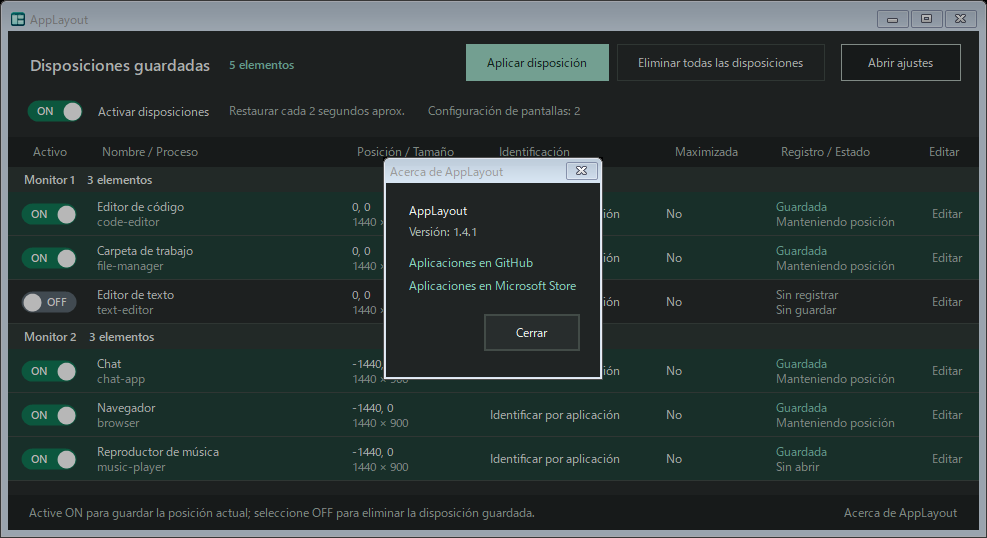 AppLayout
Disposiciones guardadas 5 elementos Aplicar disposición Eliminar todas las disposiciones Abrir ajustes
ON Activar disposiciones Restaurar cada 2 segundos aprox. Configuración de pantallas: 2
Activo Nombre / Proceso Posición / Tamaño Identificación Maximizada Registro / Estado Editar
Monitor 1 3 elementos
ON Editor de código 0, 0 No Guardada Editar
code-editor 1440 Manteniendo posición
ON Carpeta de trabajo 0, 0 No Guardada Editar
file-manager 1440 Manteniendo posición
OFF Editor de texto 0, 0 No Sin registrar Editar
text-editor 1440 Sin guardar
Monitor 2 3 elementos
ON Chat -1440, No Guardada Editar
chat-app 1440 × 900 Manteniendo posición
ON Navegador -1440, 0 Identificar por aplicación No Guardada Editar
browser 1440 × 900 Manteniendo posición
ON Reproductor de música -1440, 0 Identificar por aplicación No Guardada Editar
music-player 1440 × 900 Sin abrir
Active ON para guardar la posición actual; seleccione OFF para eliminar la disposición guardada. Acerca de AppLayout
Acerca de AppLayout
AppLayout
Versión: 1.4.1
Aplicaciones en GitHub
Aplicaciones en Microsoft Store
Cerrar